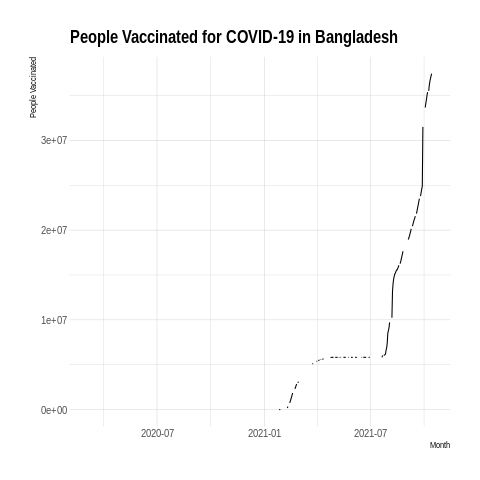 People Vaccinated for COVID-19 in Bangladesh
People Vaccinated
3e+07
2e+07
1e+07
0e+00
2020-07
2021-01
2021-07
Month